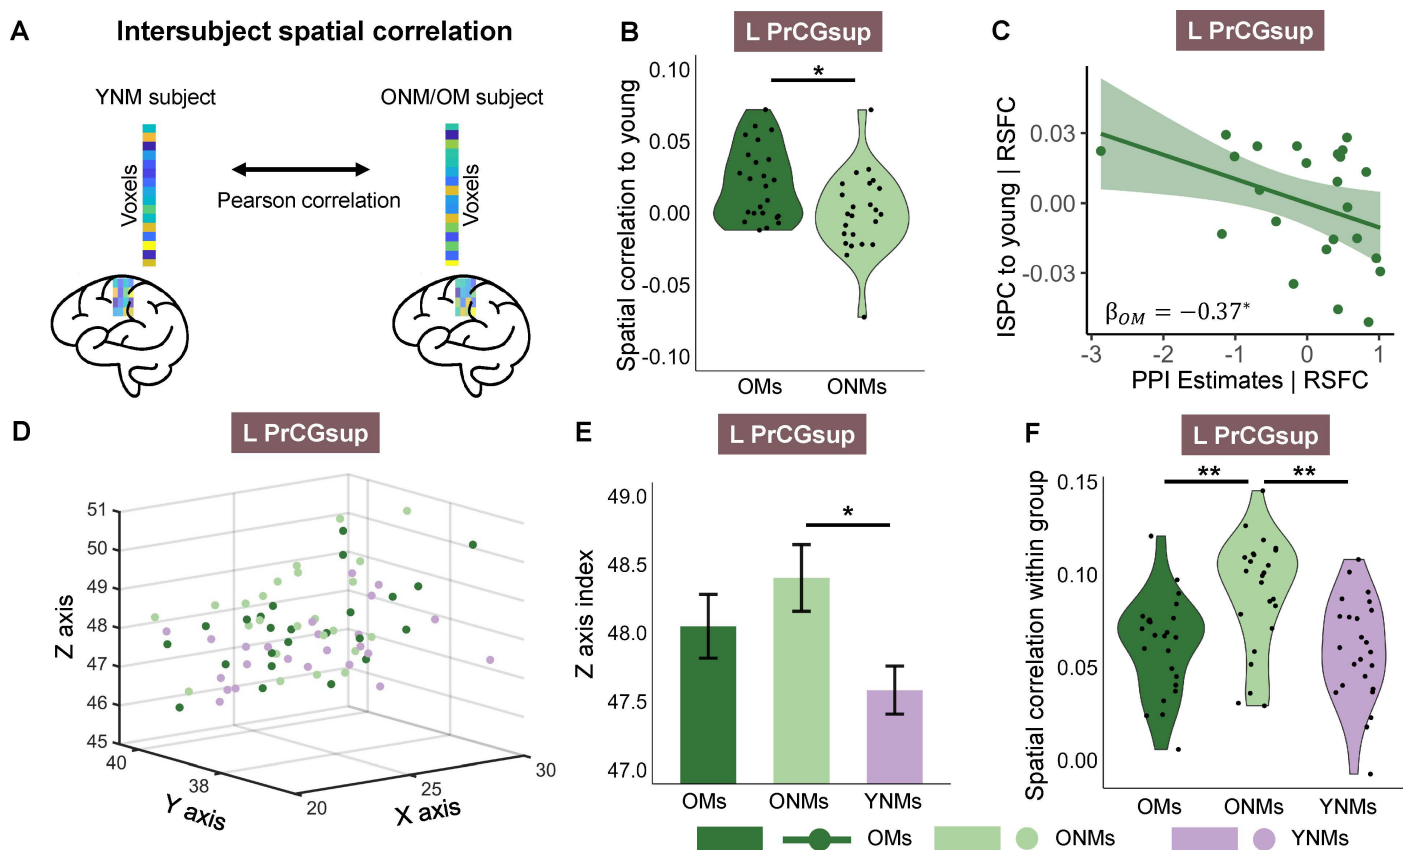 A
Intersubject spatial correlation
YNM subject
ONM/OM subject
Voxels
Voxels
Pearson correlation
B
L PrCGsup
Spatial correlation to young
0.10
0.05
0.00
-0.05
-0.10
*
OMs
ONMs
C
L PrCGsup
ISPC to young | RSFC
0.03
0.00
-0.03
β_OM = −0.37*
-3
-2
-1
0
1
PPI Estimates | RSFC
D
L PrCGsup
Z axis
51
50
49
48
47
46
45
40
38
20
25
30
Y axis
X axis
E
L PrCGsup
Z axis index
49.0
48.5
48.0
47.5
47.0
*
OMs
ONMs
YNMs
F
L PrCGsup
Spatial correlation within group
0.15
0.10
0.05
0.00
**
**
OMs
ONMs
YNMs
OMs
ONMs
YNMs